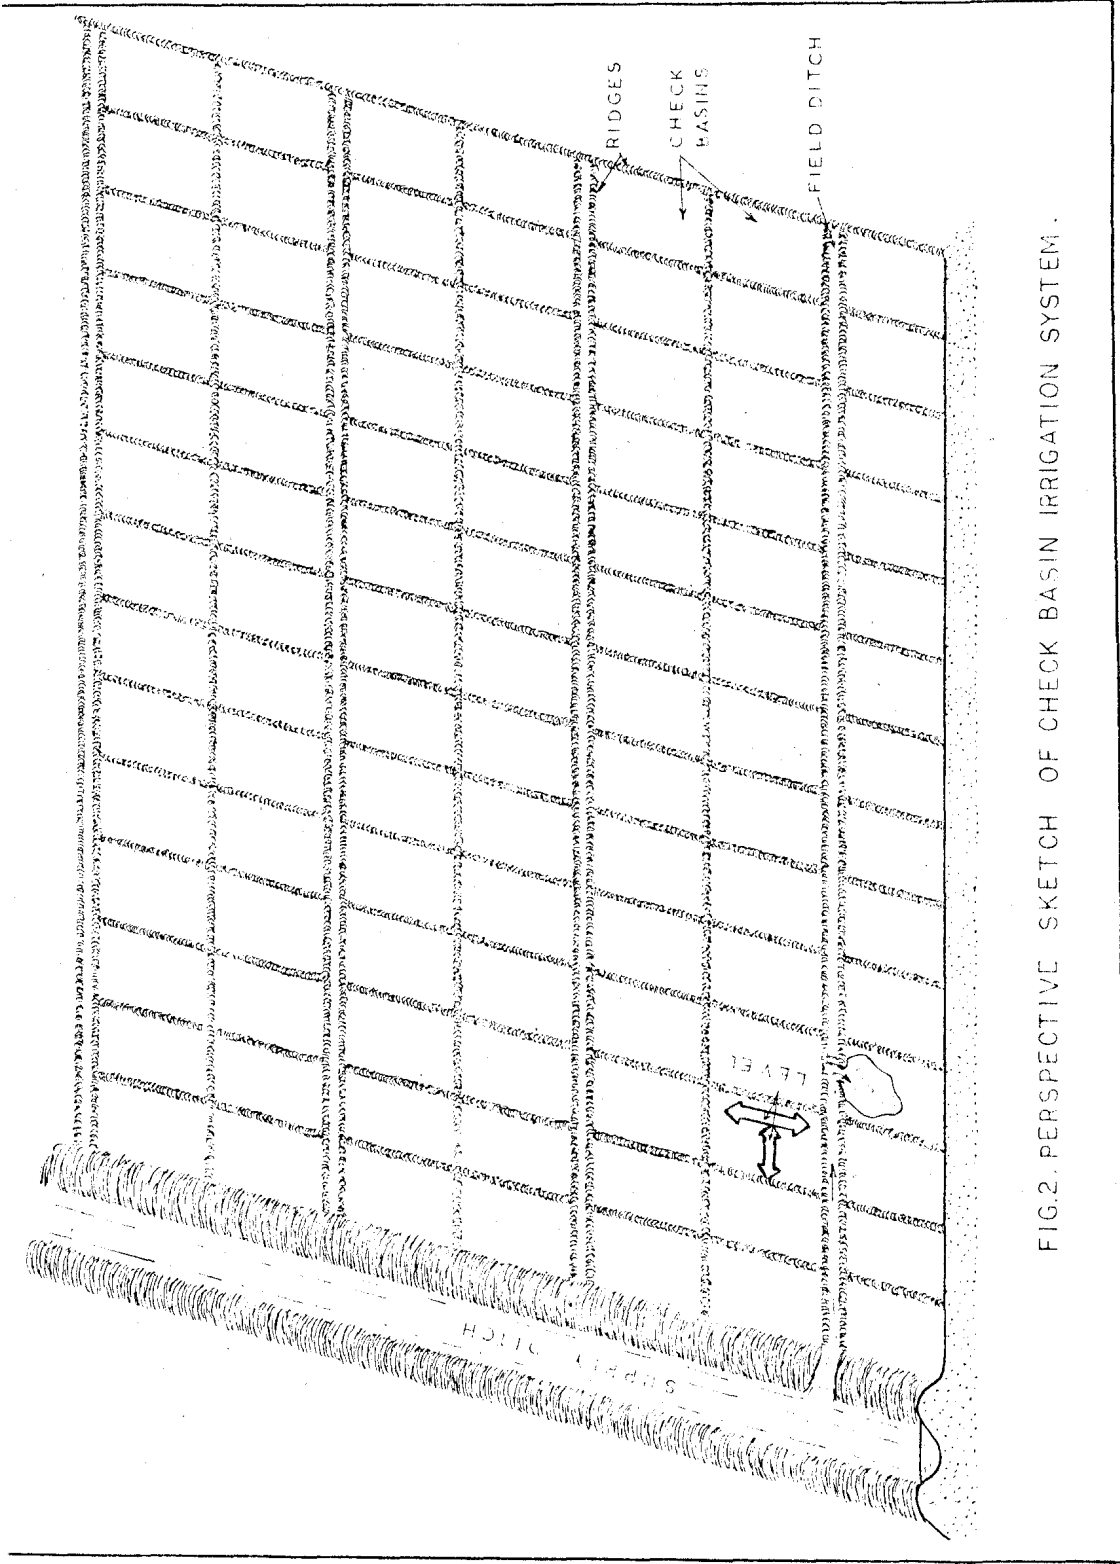 RIDGES
CHECK
BASINS
FIELD DITCH
LEVEL
SUPPLY DITCH
FIG.2. PERSPECTIVE SKETCH OF CHECK BASIN IRRIGATION SYSTEM.